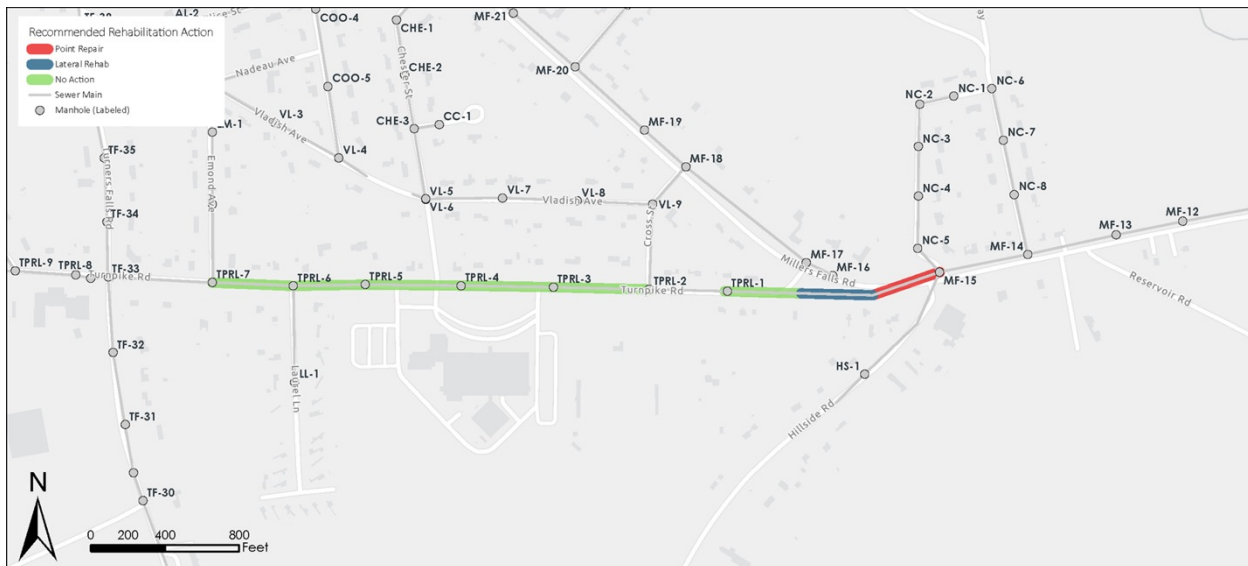 TF-38
AL-2
COO-4
CHE-1
MF-21
Recommended Rehabilitation Action
Point Repair
Lateral Rehab
No Action
Sewer Main
Manhole (Labeled)
Nadeau Ave
Chester St
CHE-2
MF-20
COO-5
NC-2
NC-1
NC-6
VL-3
Vladish Ave
CHE-3
CC-1
MF-19
NC-3
NC-7
TF-35
Emond Ave
VL-4
MF-18
NC-4
NC-8
VL-5
VL-6
VL-7
VL-8
Vladish Ave
VL-9
TF-34
Turners Falls Rd
Cross St
MF-13
MF-12
NC-5
MF-14
TPRL-9
TPRL-8
TF-33
Turnpike Rd
TPRL-7
TPRL-6
TPRL-5
TPRL-4
TPRL-3
TPRL-2
Turnpike Rd
TPRL-1
MF-17
MF-16
Millers Falls Rd
MF-15
Reservoir Rd
TF-32
LL-1
Laurel Ln
HS-1
Hillside Rd
TF-31
TF-30
N
0 200 400 800
Feet